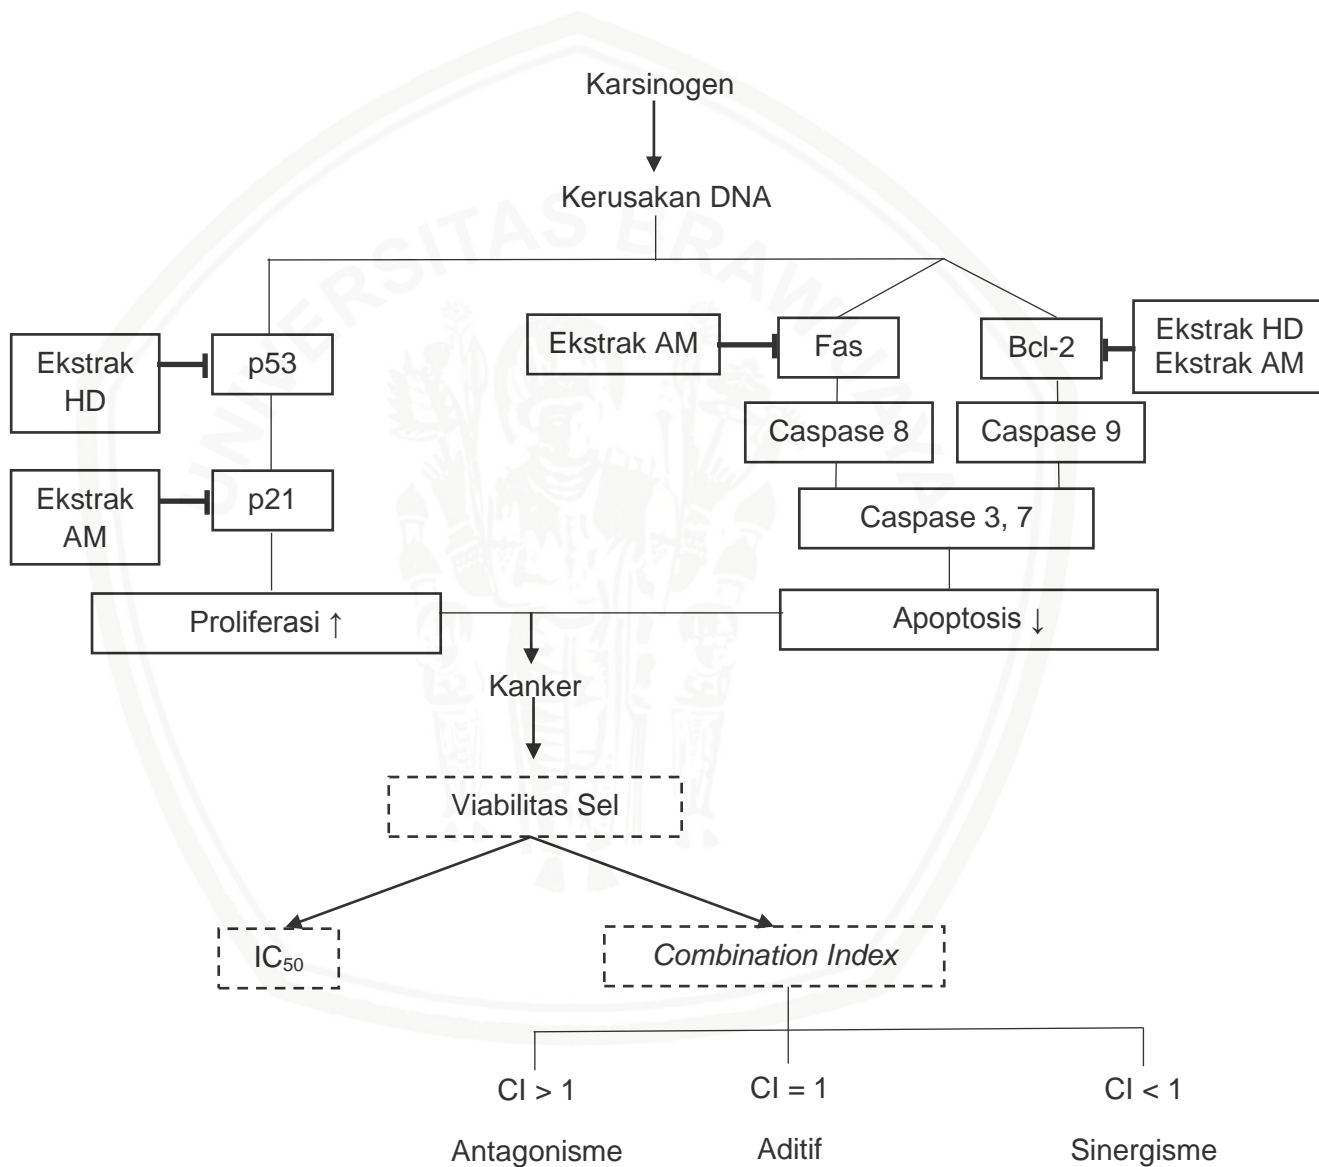 Karsinogen
Kerusakan DNA
UNIVERSITAS BRAWIJAYA
Ekstrak
HD
p53
Ekstrak AM
Fas
Bcl-2
Ekstrak HD
Ekstrak AM
Caspase 8
Caspase 9
Ekstrak
AM
p21
Caspase 3, 7
Proliferasi ↑
Apoptosis ↓
Kanker
Viabilitas Sel
IC₅₀
Combination Index
CI > 1
CI = 1
CI < 1
Antagonisme
Aditif
Sinergisme